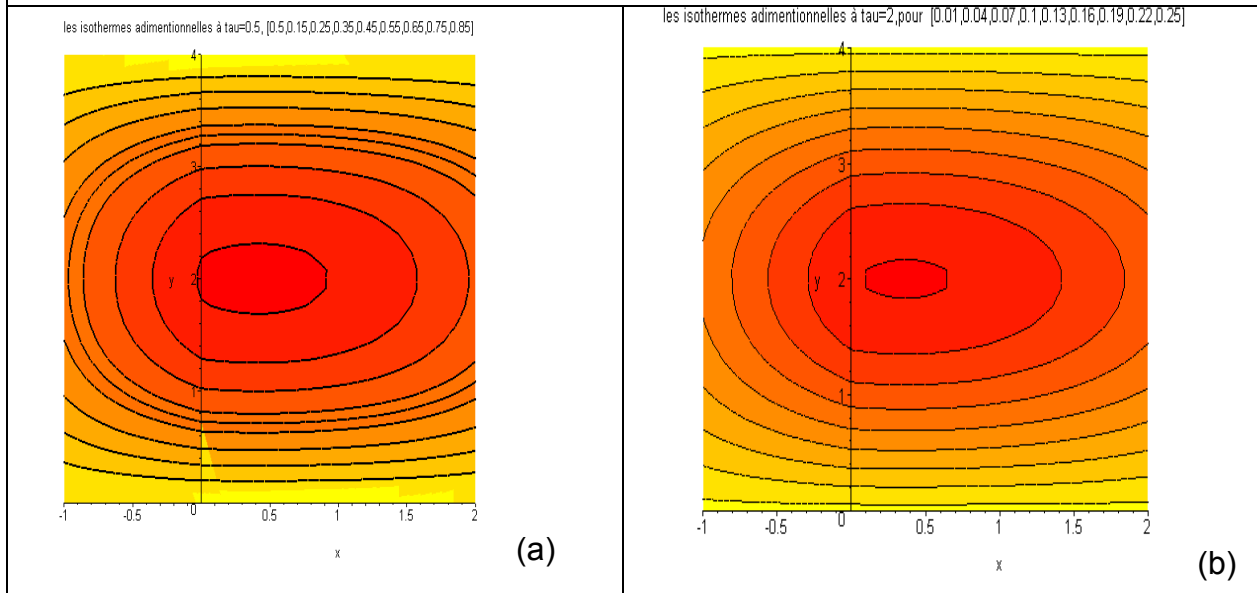 les isothermes adimentionnelles à tau=0.5, [0.5,0.15,0.25,0.35,0.45,0.55,0.65,0.75,0.85]
4
3
y 2
1
-1 -0.5 0 0.5 1 1.5 2
x
(a)
les isothermes adimentionnelles à tau=2,pour [0.01,0.04,0.07,0.1,0.13,0.16,0.19,0.22,0.25]
4
3
y 2
1
-1 -0.5 0 0.5 1 1.5 2
x
(b)